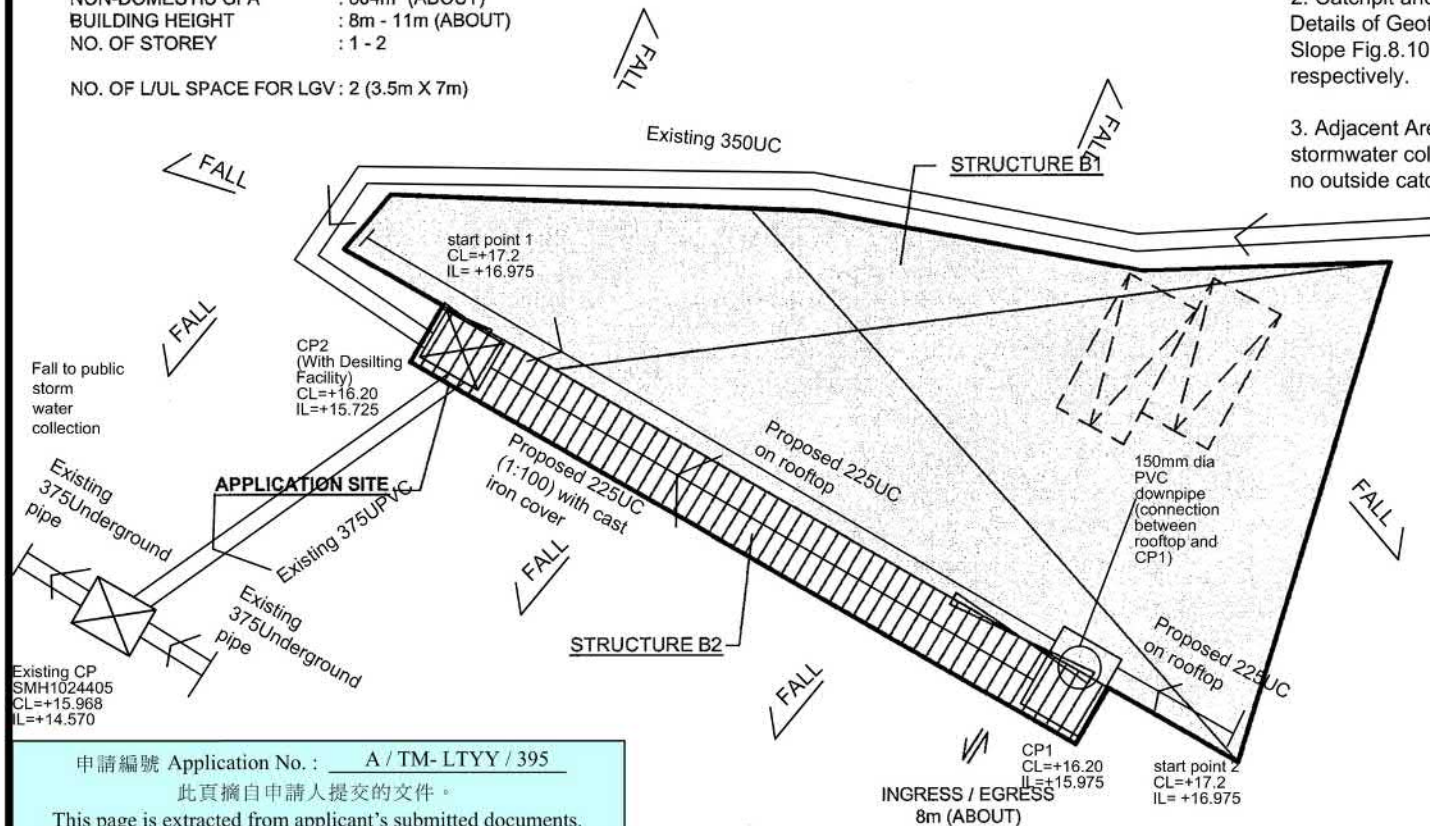 BUILDING HEIGHT : 8m - 11m (ABOUT)
NO. OF STOREY : 1 - 2
NO. OF L/UL SPACE FOR LGV : 2 (3.5m X 7m)
Details of Geot
Slope Fig.8.10
respectively.
3. Adjacent Are
stormwater col
no outside catc
FALL
FALL
FALL
Existing 350UC
STRUCTURE B1
start point 1
CL=+17.2
IL= +16.975
FALL
CP2
(With Desilting
Facility)
CL=+16.20
IL=+15.725
Fall to public
storm
water
collection
APPLICATION SITE
Existing
375Underground
pipe
Existing 375UPVC
Proposed 225UC
(1:100) with cast
iron cover
Proposed 225UC
on rooftop
150mm dia
PVC
downpipe
(connection
between
rooftop and
CP1)
FALL
FALL
Existing
375Underground
pipe
STRUCTURE B2
Proposed 225UC
on rooftop
FALL
Existing CP
SMH1024405
CL=+15.968
IL=+14.570
CP1
CL=+16.20
IL=+15.975
start point 2
CL=+17.2
IL= +16.975
INGRESS / EGRESS
8m (ABOUT)
申請編號 Application No. : A / TM- LTYY / 395
此頁摘自申請人提交的文件。
This page is extracted from applicant's submitted documents.